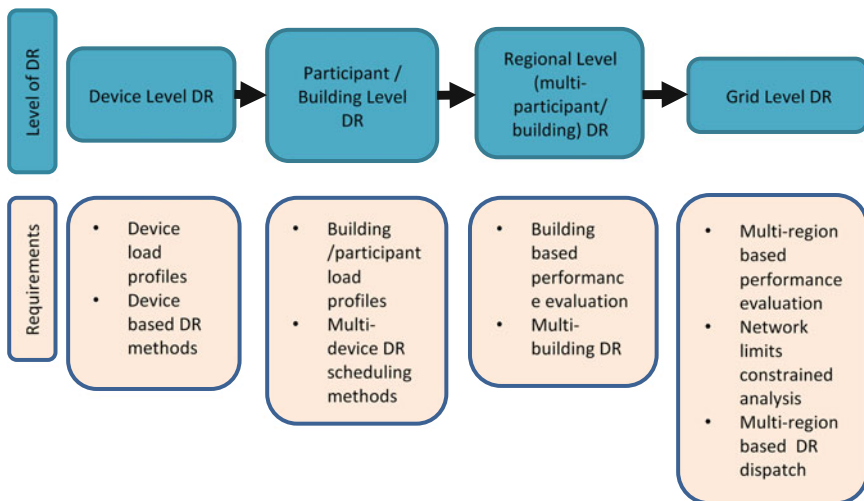 Level of DR
Device Level DR
Participant /
Building Level
DR
Regional Level
(multi-
participant/
building) DR
Grid Level DR
Requirements
• Device
load
profiles
• Device
based DR
methods
• Building
/participant
load
profiles
• Multi-
device DR
scheduling
methods
• Building
based
performanc
e evaluation
• Multi-
building DR
• Multi-region
based
performance
evaluation
• Network
limits
constrained
analysis
• Multi-region
based DR
dispatch